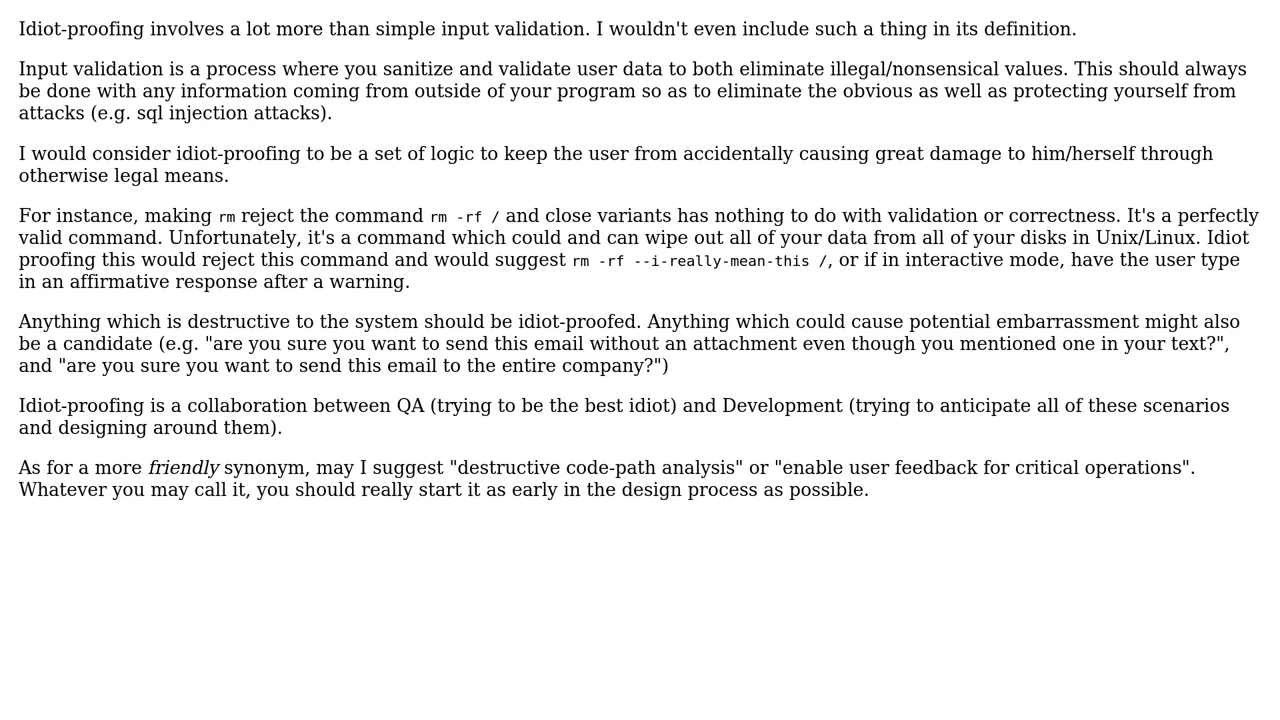 Idiot-proofing involves a lot more than simple input validation. I wouldn't even include such a thing in its definition.
Input validation is a process where you sanitize and validate user data to both eliminate illegal/nonsensical values. This should always
be done with any information coming from outside of your program so as to eliminate the obvious as well as protecting yourself from
attacks (e.g. sql injection attacks).
I would consider idiot-proofing to be a set of logic to keep the user from accidentally causing great damage to him/herself through
otherwise legal means.
For instance, making rm reject the command rm -rf / and close variants has nothing to do with validation or correctness. It's a perfectly
valid command. Unfortunately, it's a command which could and can wipe out all of your data from all of your disks in Unix/Linux. Idiot
proofing this would reject this command and would suggest rm -rf --i-really-mean-this /, or if in interactive mode, have the user type
in an affirmative response after a warning.
Anything which is destructive to the system should be idiot-proofed. Anything which could cause potential embarrassment might also
be a candidate (e.g. "are you sure you want to send this email without an attachment even though you mentioned one in your text?",
and "are you sure you want to send this email to the entire company?")
Idiot-proofing is a collaboration between QA (trying to be the best idiot) and Development (trying to anticipate all of these scenarios
and designing around them).
As for a more friendly synonym, may I suggest "destructive code-path analysis" or "enable user feedback for critical operations".
Whatever you may call it, you should really start it as early in the design process as possible.